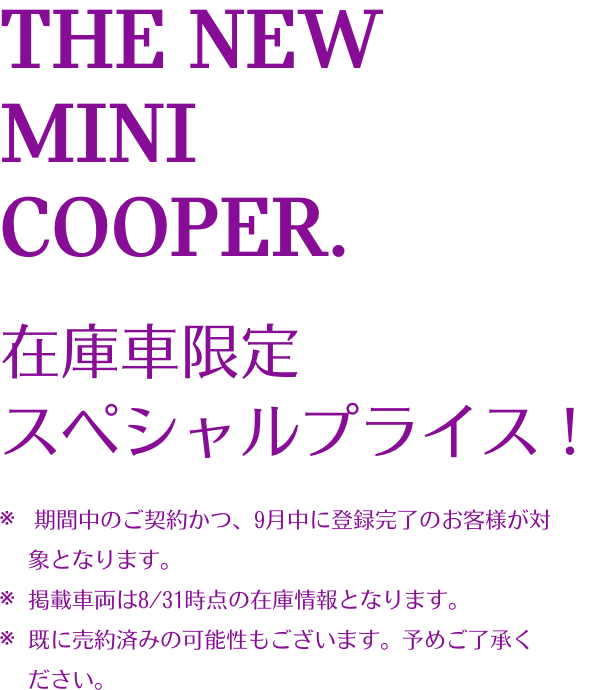 THE NEW
MINI
COOPER.
在庫車限定
スペシャルプライス！
※ 期間中のご契約かつ、9月中に登録完了のお客様が対
象となります。
※ 掲載車両は8/31時点の在庫情報となります。
※ 既に売約済みの可能性もございます。予めご了承く
ださい。